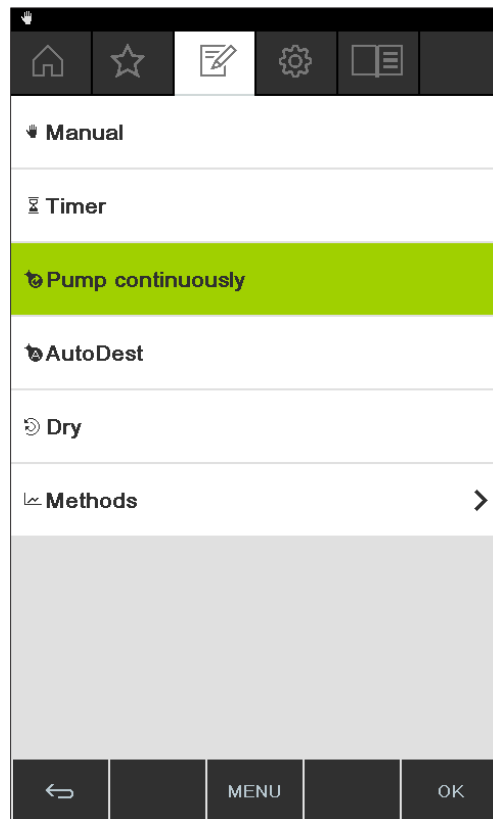 Manual
Timer
Pump continuously
AutoDest
Dry
Methods
MENU
OK